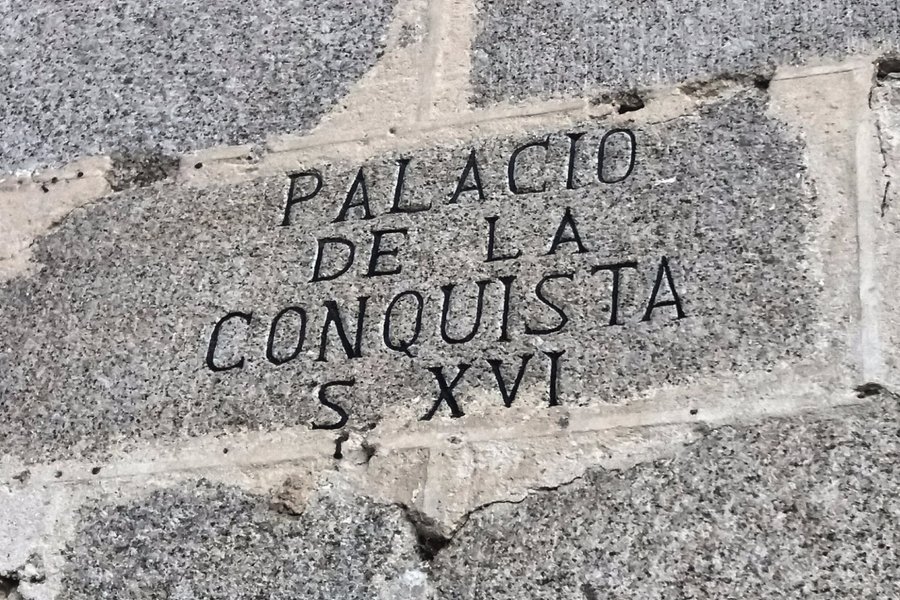 PALACIO
DE LA
CONQUISTA
S XVI